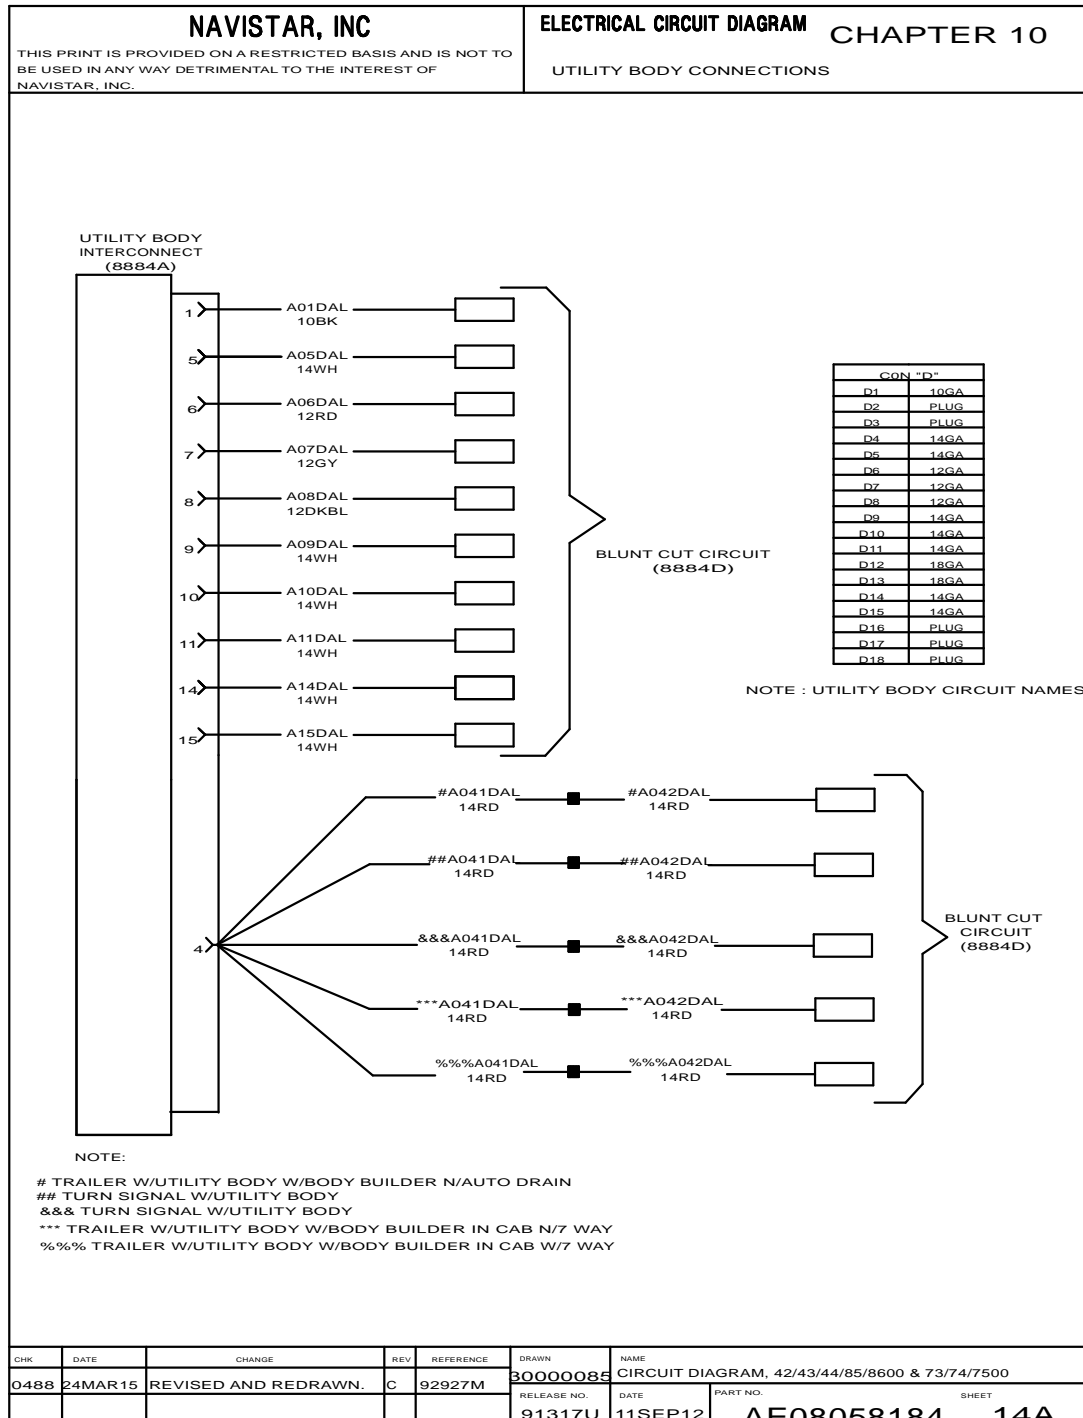 NAVISTAR, INC
THIS PRINT IS PROVIDED ON A RESTRICTED BASIS AND IS NOT TO
BE USED IN ANY WAY DETRIMENTAL TO THE INTEREST OF
NAVISTAR, INC.
ELECTRICAL CIRCUIT DIAGRAM CHAPTER 10
UTILITY BODY CONNECTIONS
UTILITY BODY
INTERCONNECT
(8884A)
1 A01DAL
10BK
5 A05DAL
14WH
6 A06DAL
12RD
7 A07DAL
12GY
8 A08DAL
12DKBL
9 A09DAL
14WH
10 A10DAL
14WH
11 A11DAL
14WH
14 A14DAL
14WH
15 A15DAL
14WH
BLUNT CUT CIRCUIT
(8884D)
C0N "D"
D1 10GA
D2 PLUG
D3 PLUG
D4 14GA
D5 14GA
D6 12GA
D7 12GA
D8 12GA
D9 14GA
D10 14GA
D11 14GA
D12 18GA
D13 18GA
D14 14GA
D15 14GA
D16 PLUG
D17 PLUG
D18 PLUG
NOTE : UTILITY BODY CIRCUIT NAMES
4
#A041DAL #A042DAL
14RD 14RD
##A041DAL ##A042DAL
14RD 14RD
&&&A041DAL &&&A042DAL
14RD 14RD
***A041DAL ***A042DAL
14RD 14RD
%%%A041DAL %%%A042DAL
14RD 14RD
BLUNT CUT
CIRCUIT
(8884D)
NOTE:
# TRAILER W/UTILITY BODY W/BODY BUILDER N/AUTO DRAIN
## TURN SIGNAL W/UTILITY BODY
&&& TURN SIGNAL W/UTILITY BODY
*** TRAILER W/UTILITY BODY W/BODY BUILDER IN CAB N/7 WAY
%%% TRAILER W/UTILITY BODY W/BODY BUILDER IN CAB W/7 WAY
CHK DATE CHANGE REV REFERENCE DRAWN NAME
0488 24MAR15 REVISED AND REDRAWN. C 92927M 30000085 CIRCUIT DIAGRAM, 42/43/44/85/8600 & 73/74/7500
RELEASE NO. DATE PART NO. SHEET
91317U 11SEP12 AE08058184 14A